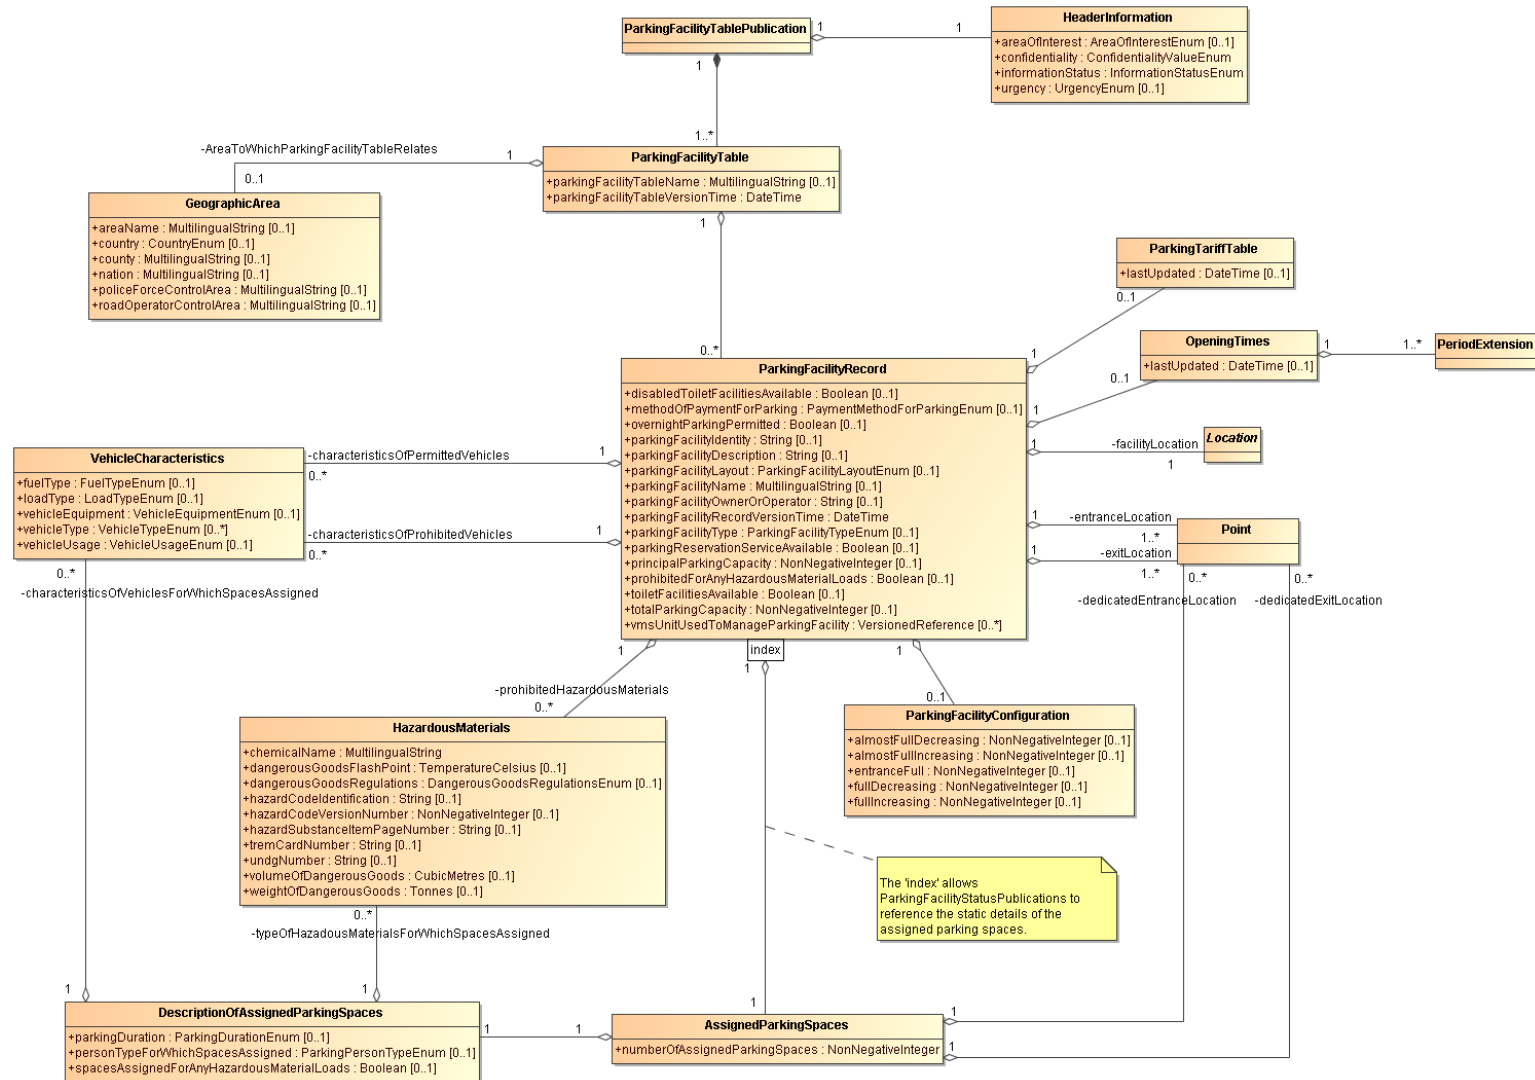 ParkingFacilityTablePublication
1
1
HeaderInformation
+areaOfInterest : AreaOfInterestEnum [0..1]
+confidentiality : ConfidentialityValueEnum
+informationStatus : InformationStatusEnum
+urgency : UrgencyEnum [0..1]
1
1..*
-AreaToWhichParkingFacilityTableRelates
1
0..1
ParkingFacilityTable
+parkingFacilityTableName : MultilingualString [0..1]
+parkingFacilityTableVersionTime : DateTime
GeographicArea
+areaName : MultilingualString [0..1]
+country : CountryEnum [0..1]
+county : MultilingualString [0..1]
+nation : MultilingualString [0..1]
+policeForceControlArea : MultilingualString [0..1]
+roadOperatorControlArea : MultilingualString [0..1]
1
0..*
ParkingTariffTable
+lastUpdated : DateTime [0..1]
0..1
1
OpeningTimes
+lastUpdated : DateTime [0..1]
1
1..*
PeriodExtension
0..1
1
ParkingFacilityRecord
+disabledToiletFacilitiesAvailable : Boolean [0..1]
+methodOfPaymentForParking : PaymentMethodForParkingEnum [0..1]
+overnightParkingPermitted : Boolean [0..1]
+parkingFacilityIdentity : String [0..1]
+parkingFacilityDescription : String [0..1]
+parkingFacilityLayout : ParkingFacilityLayoutEnum [0..1]
+parkingFacilityName : MultilingualString [0..1]
+parkingFacilityOwnerOrOperator : String [0..1]
+parkingFacilityRecordVersionTime : DateTime
+parkingFacilityType : ParkingFacilityTypeEnum [0..1]
+parkingReservationServiceAvailable : Boolean [0..1]
+principalParkingCapacity : NonNegativeInteger [0..1]
+prohibitedForAnyHazardousMaterialLoads : Boolean [0..1]
+toiletFacilitiesAvailable : Boolean [0..1]
+totalParkingCapacity : NonNegativeInteger [0..1]
+vmsUnitUsedToManageParkingFacility : VersionedReference [0..*]
index
1
-facilityLocation
1
Location
1
-entranceLocation
1..*
1
-exitLocation
1..*
Point
0..*
0..*
-dedicatedEntranceLocation
-dedicatedExitLocation
VehicleCharacteristics
+fuelType : FuelTypeEnum [0..1]
+loadType : LoadTypeEnum [0..1]
+vehicleEquipment : VehicleEquipmentEnum [0..1]
+vehicleType : VehicleTypeEnum [0..*]
+vehicleUsage : VehicleUsageEnum [0..1]
-characteristicsOfPermittedVehicles
1
0..*
-characteristicsOfProhibitedVehicles
1
0..*
0..*
-characteristicsOfVehiclesForWhichSpacesAssigned
1
-prohibitedHazardousMaterials
0..*
1
1
0..1
HazardousMaterials
+chemicalName : MultilingualString
+dangerousGoodsFlashPoint : TemperatureCelsius [0..1]
+dangerousGoodsRegulations : DangerousGoodsRegulationsEnum [0..1]
+hazardCodeIdentification : String [0..1]
+hazardCodeVersionNumber : NonNegativeInteger [0..1]
+hazardSubstanceItemPageNumber : String [0..1]
+tremCardNumber : String [0..1]
+undgNumber : String [0..1]
+volumeOfDangerousGoods : CubicMetres [0..1]
+weightOfDangerousGoods : Tonnes [0..1]
ParkingFacilityConfiguration
+almostFullDecreasing : NonNegativeInteger [0..1]
+almostFullIncreasing : NonNegativeInteger [0..1]
+entranceFull : NonNegativeInteger [0..1]
+fullDecreasing : NonNegativeInteger [0..1]
+fullIncreasing : NonNegativeInteger [0..1]
The 'index' allows
ParkingFacilityStatusPublications to
reference the static details of the
assigned parking spaces.
0..*
-typeOfHazadousMaterialsForWhichSpacesAssigned
1
1
DescriptionOfAssignedParkingSpaces
+parkingDuration : ParkingDurationEnum [0..1]
+personTypeForWhichSpacesAssigned : ParkingPersonTypeEnum [0..1]
+spacesAssignedForAnyHazardousMaterialLoads : Boolean [0..1]
1
1
1
AssignedParkingSpaces
+numberOfAssignedParkingSpaces : NonNegativeInteger
1
1